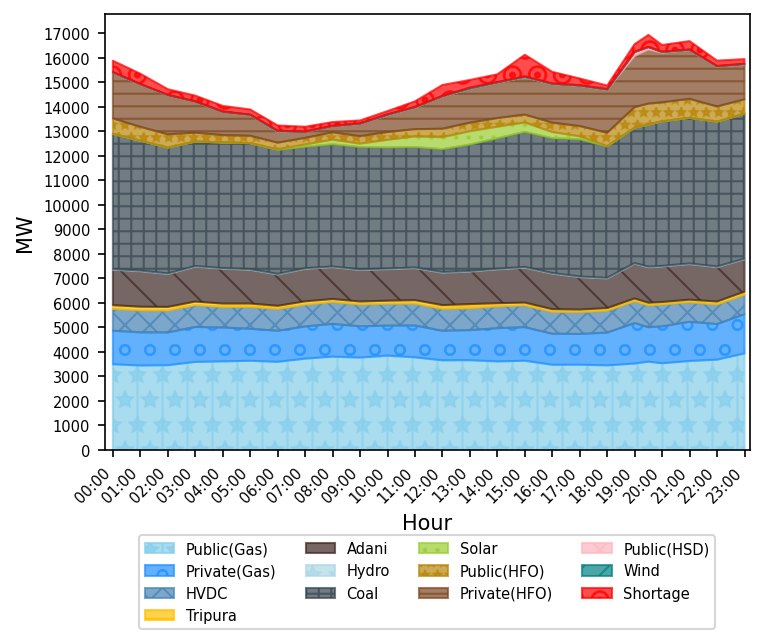 17000
16000
15000
14000
13000
12000
11000
10000
9000
8000
7000
6000
5000
4000
3000
2000
1000
0
MW
00:00 01:00 02:00 03:00 04:00 05:00 06:00 07:00 08:00 09:00 10:00 11:00 12:00 13:00 14:00 15:00 16:00 17:00 18:00 19:00 20:00 21:00 22:00 23:00
Hour
Public(Gas) Adani Solar Public(HSD)
Private(Gas) Hydro Public(HFO) Wind
HVDC Coal Private(HFO) Shortage
Tripura